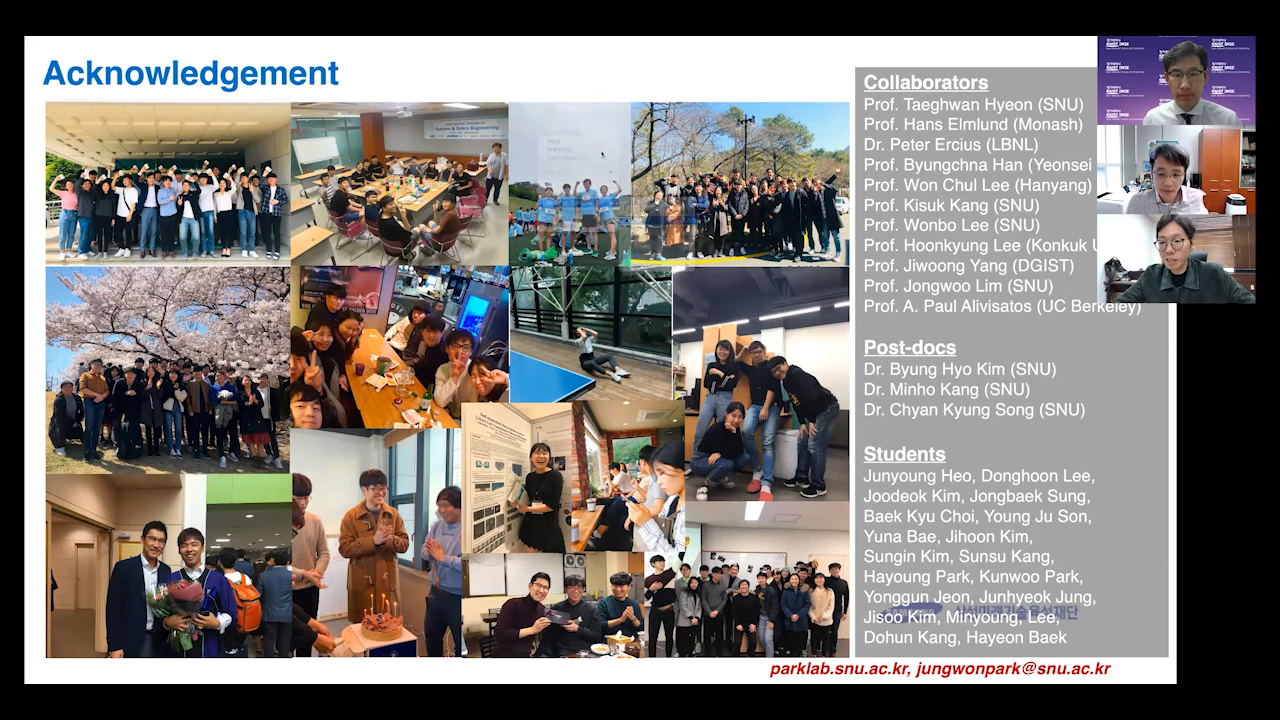 Acknowledgement
Systems & Safety Engineering
Collaborators
Prof. Taeghwan Hyeon (SNU)
Prof. Hans Elmlund (Monash)
Dr. Peter Ercius (LBNL)
Prof. Byungchna Han (Yeonsei
Prof. Won Chul Lee (Hanyang)
Prof. Kisuk Kang (SNU)
Prof. Wonbo Lee (SNU)
Prof. Hoonkyung Lee (Konkuk U
Prof. Jiwoong Yang (DGIST)
Prof. Jongwoo Lim (SNU)
Prof. A. Paul Alivisatos (UC Berkeley)
Post-docs
Dr. Byung Hyo Kim (SNU)
Dr. Minho Kang (SNU)
Dr. Chyan Kyung Song (SNU)
Students
Junyoung Heo, Donghoon Lee,
Joodeok Kim, Jongbaek Sung,
Baek Kyu Choi, Young Ju Son,
Yuna Bae, Jihoon Kim,
Sungin Kim, Sunsu Kang,
Hayoung Park, Kunwoo Park,
Yonggun Jeon, Junhyeok Jung,
Jisoo Kim, Minyoung, Lee,
Dohun Kang, Hayeon Baek
parklab.snu.ac.kr, jungwonpark@snu.ac.kr
KAIST DMSE